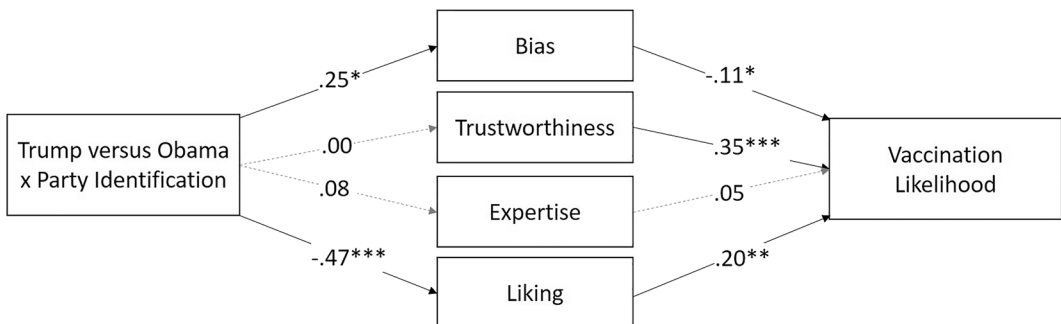 Bias
.25*
-.11*
Trustworthiness
.00
.35***
Trump versus Obama
x Party Identification
Vaccination
Likelihood
.08
Expertise
.05
-.47***
Liking
.20**